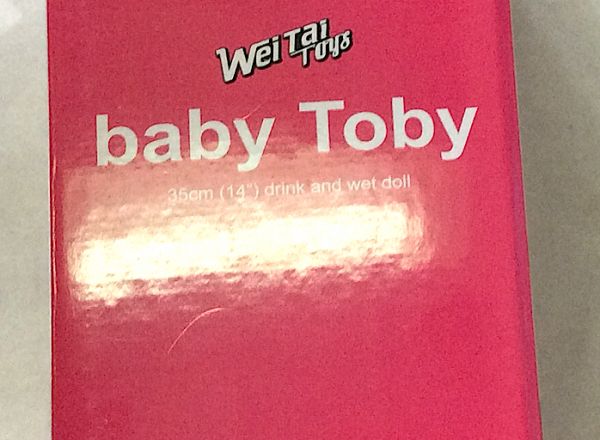 Wei Tai
Toys
baby Toby
35cm (14") drink and wet doll